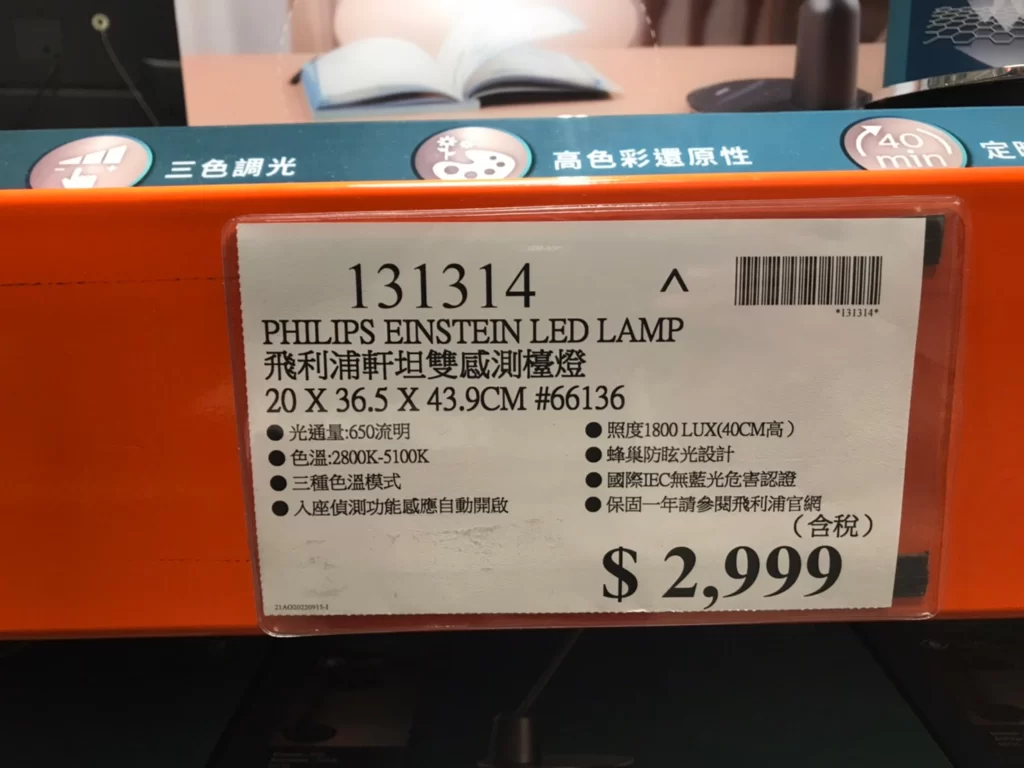 三色調光
高色彩還原性
40
min
定
131314
^
*131314*
PHILIPS EINSTEIN LED LAMP
飛利浦軒坦雙感測檯燈
20 X 36.5 X 43.9CM #66136
● 光通量:650流明
● 照度1800 LUX(40CM高)
● 色溫:2800K-5100K
● 蜂巢防眩光設計
● 三種色溫模式
● 國際IEC無藍光危害認證
● 入座偵測功能感應自動開啟
● 保固一年請參閱飛利浦官網
(含稅)
$ 2,999